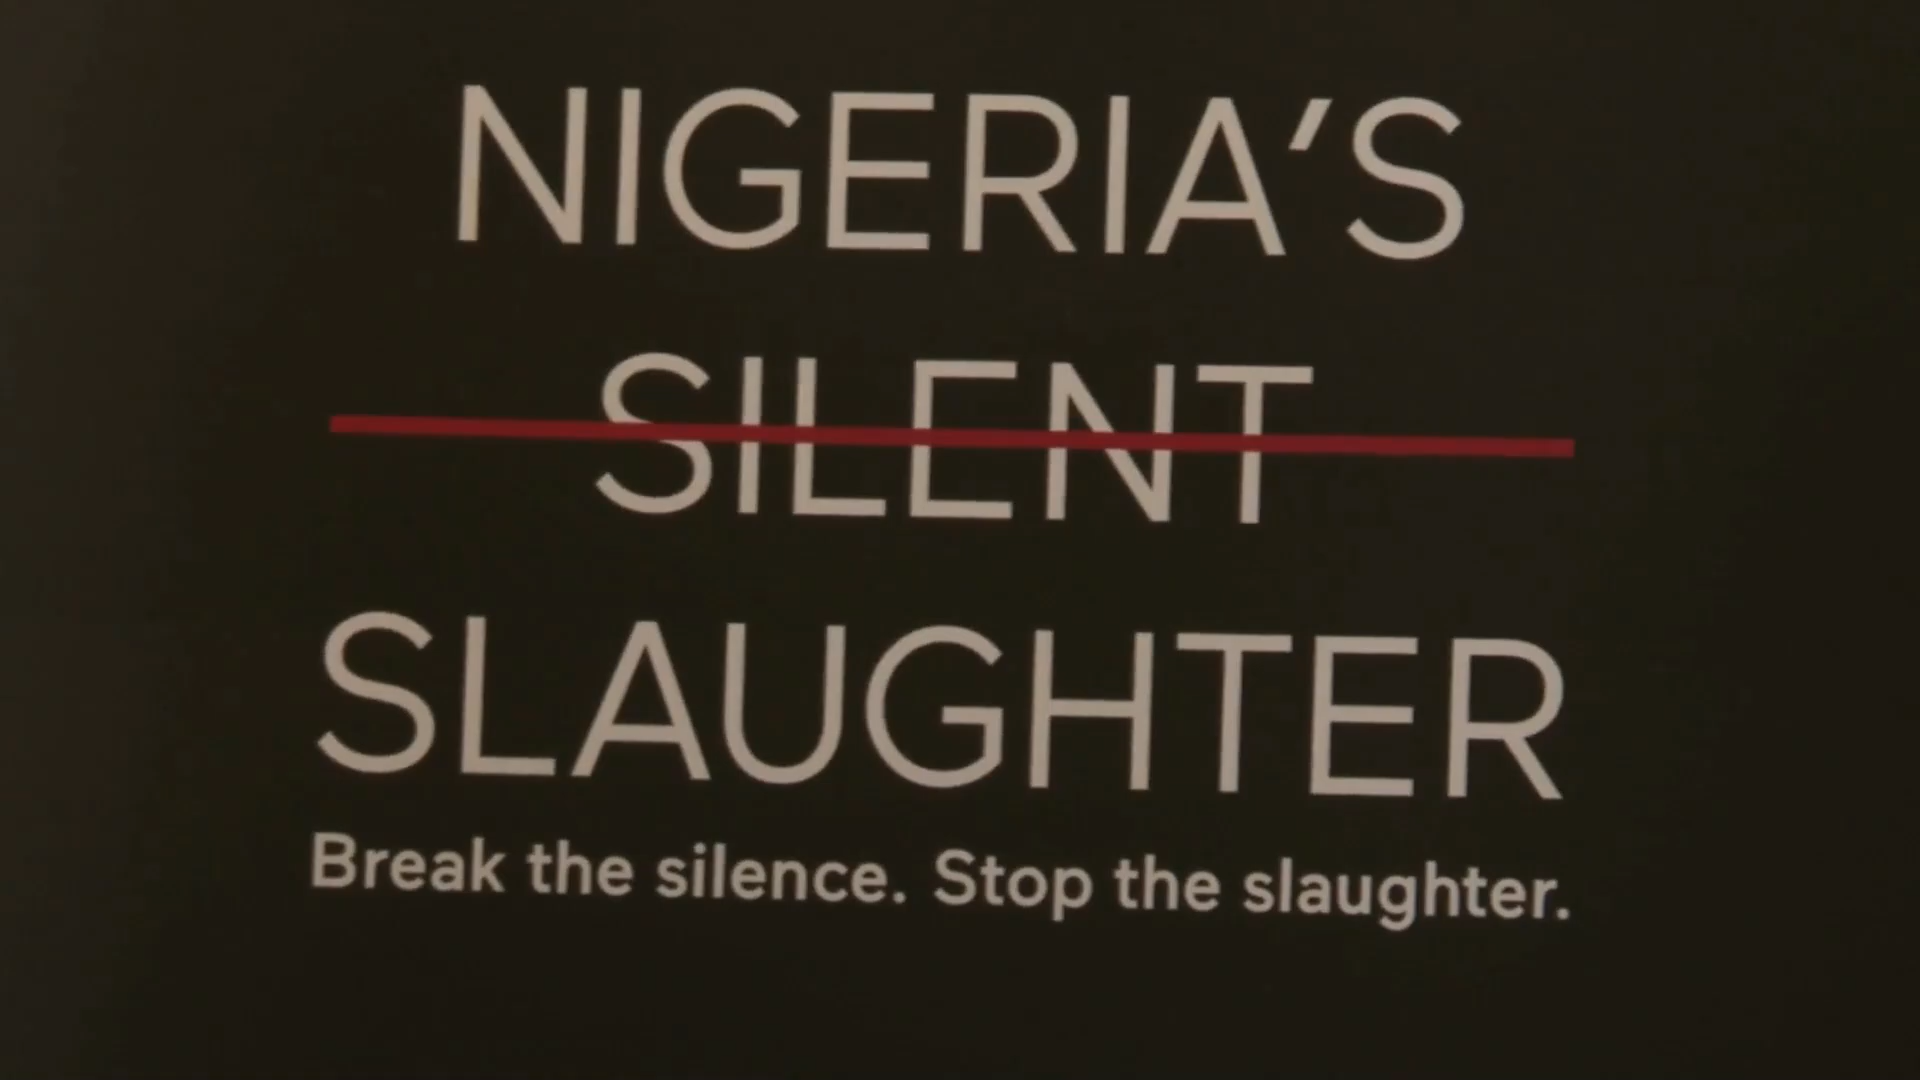 NIGERIA'S
SILENT
SLAUGHTER
Break the silence. Stop the slaughter.